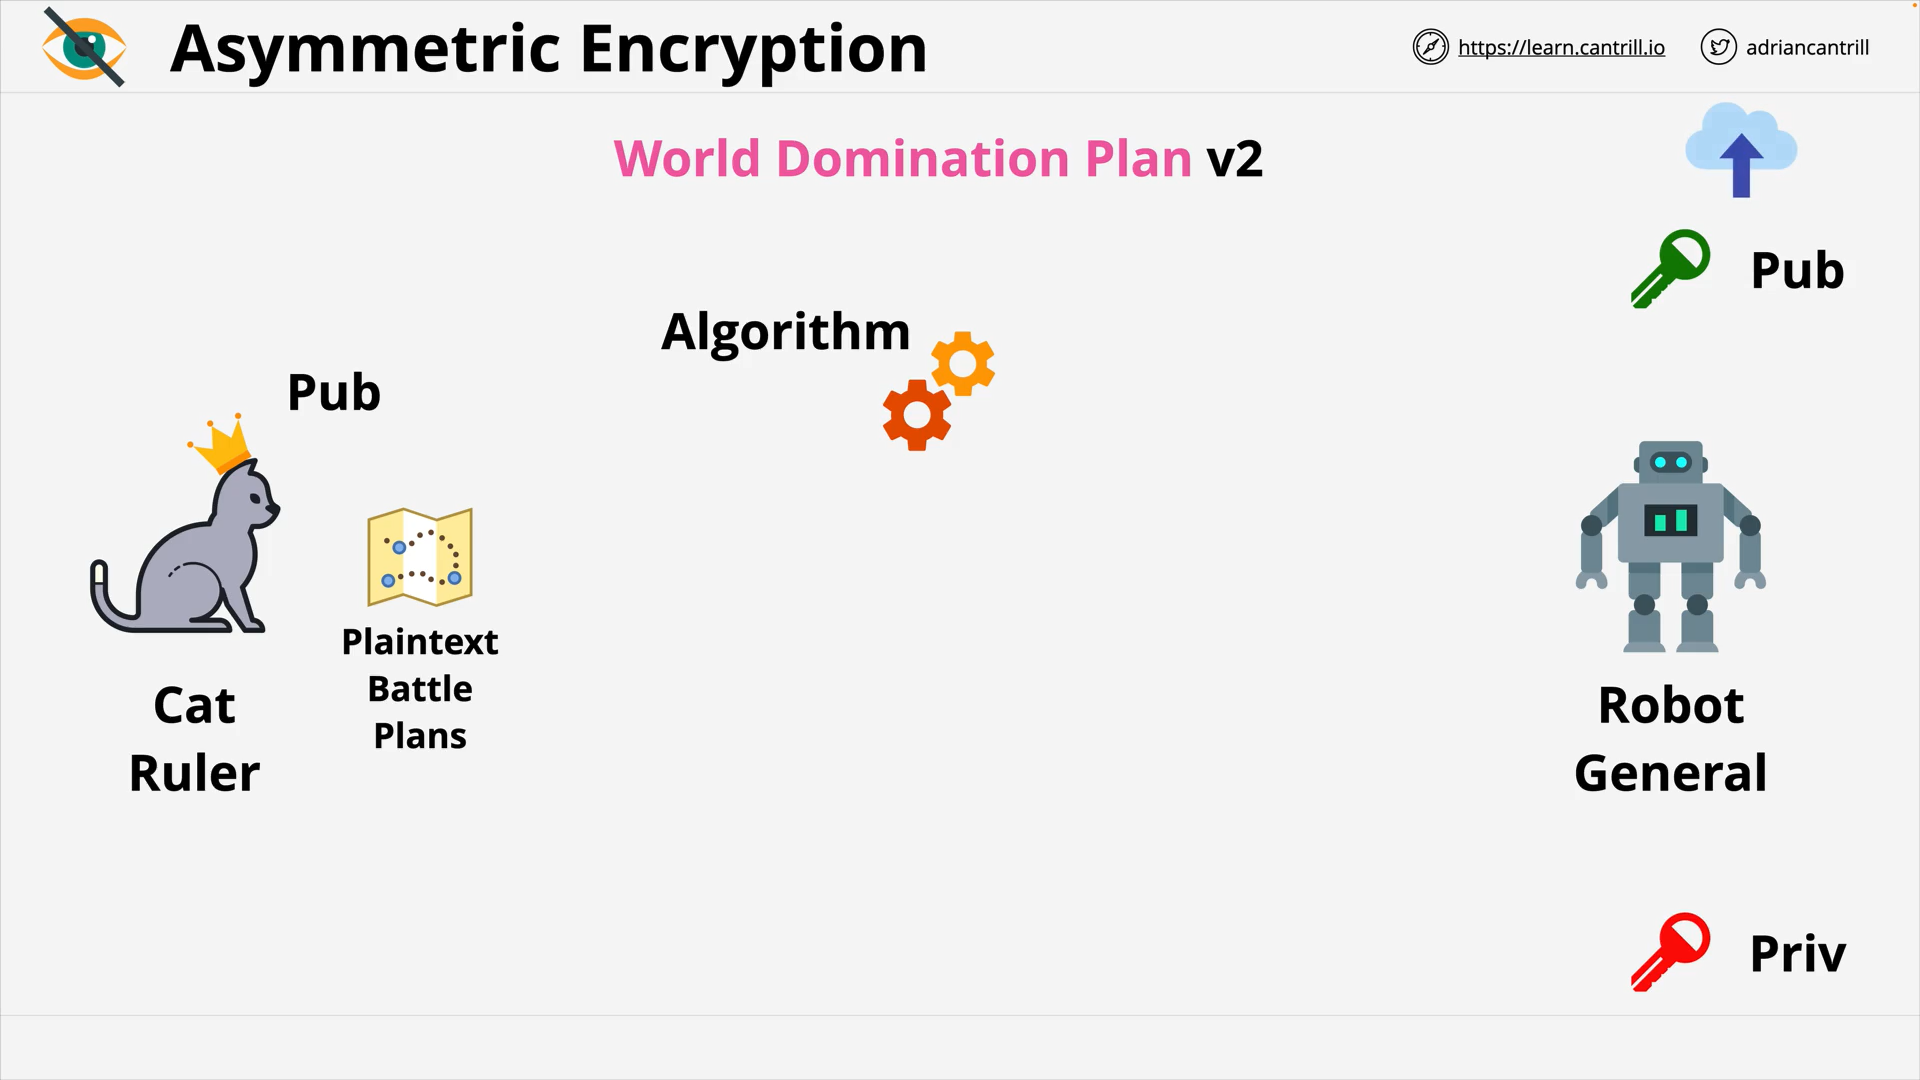 Asymmetric Encryption
https://learn.cantrill.io
adriancantrill
World Domination Plan v2
Pub
Algorithm
Pub
Plaintext
Battle
Plans
Cat
Ruler
Robot
General
Priv